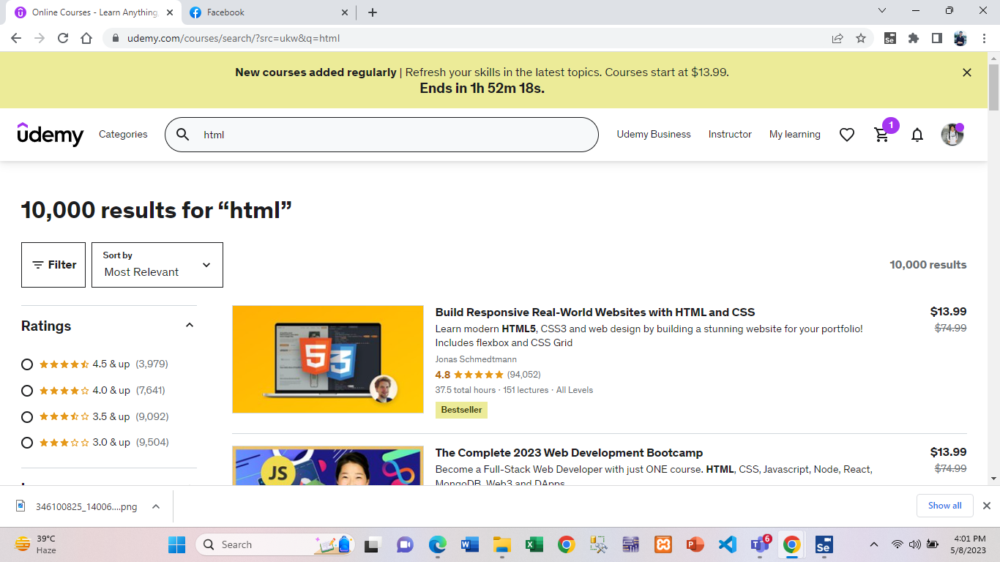 Online Courses - Learn Anything,
Facebook
udemy.com/courses/search/?src=ukw&q=html
Se
New courses added regularly | Refresh your skills in the latest topics. Courses start at $13.99.
Ends in 1h 52m 18s.
udemy
Categories
html
Udemy Business
Instructor
My learning
1
10,000 results for “html”
Filter
Sort by
Most Relevant
10,000 results
Ratings
4.5 & up (3,979)
4.0 & up (7,641)
3.5 & up (9,092)
3.0 & up (9,504)
5 3
Build Responsive Real-World Websites with HTML and CSS
$13.99
Learn modern HTML5, CSS3 and web design by building a stunning website for your portfolio!
$74.99
Includes flexbox and CSS Grid
Jonas Schmedtmann
4.8 (94,052)
37.5 total hours · 151 lectures · All Levels
Bestseller
JS
The Complete 2023 Web Development Bootcamp
$13.99
Become a Full-Stack Web Developer with just ONE course. HTML, CSS, Javascript, Node, React,
$74.99
MongoDB, Web3 and DApps
346100825_14006....png
Show all
39°C
Haze
Search
W
X
P
T
6
Se
4:01 PM
5/8/2023